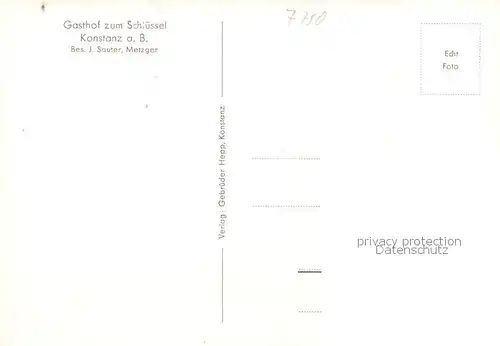 Gasthof zum Schlüssel
Konstanz a. B.
Bes. J. Sauter, Metzger
7750
Echt
Foto
Verlag: Gebrüder Hepp, Konstanz
privacy protection
Datenschutz